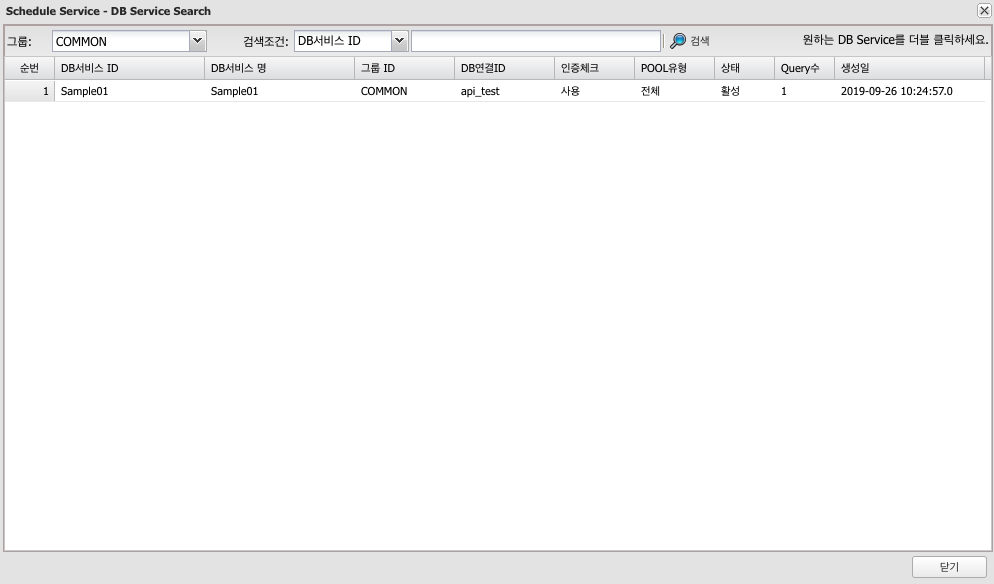 Schedule Service - DB Service Search
그룹: COMMON 검색조건: DB서비스 ID 검색 원하는 DB Service를 더블 클릭하세요.
순번 DB서비스 ID DB서비스 명 그룹 ID DB연결ID 인증체크 POOL유형 상태 Query수 생성일
1 Sample01 Sample01 COMMON api_test 사용 전체 활성 1 2019-09-26 10:24:57.0
닫기